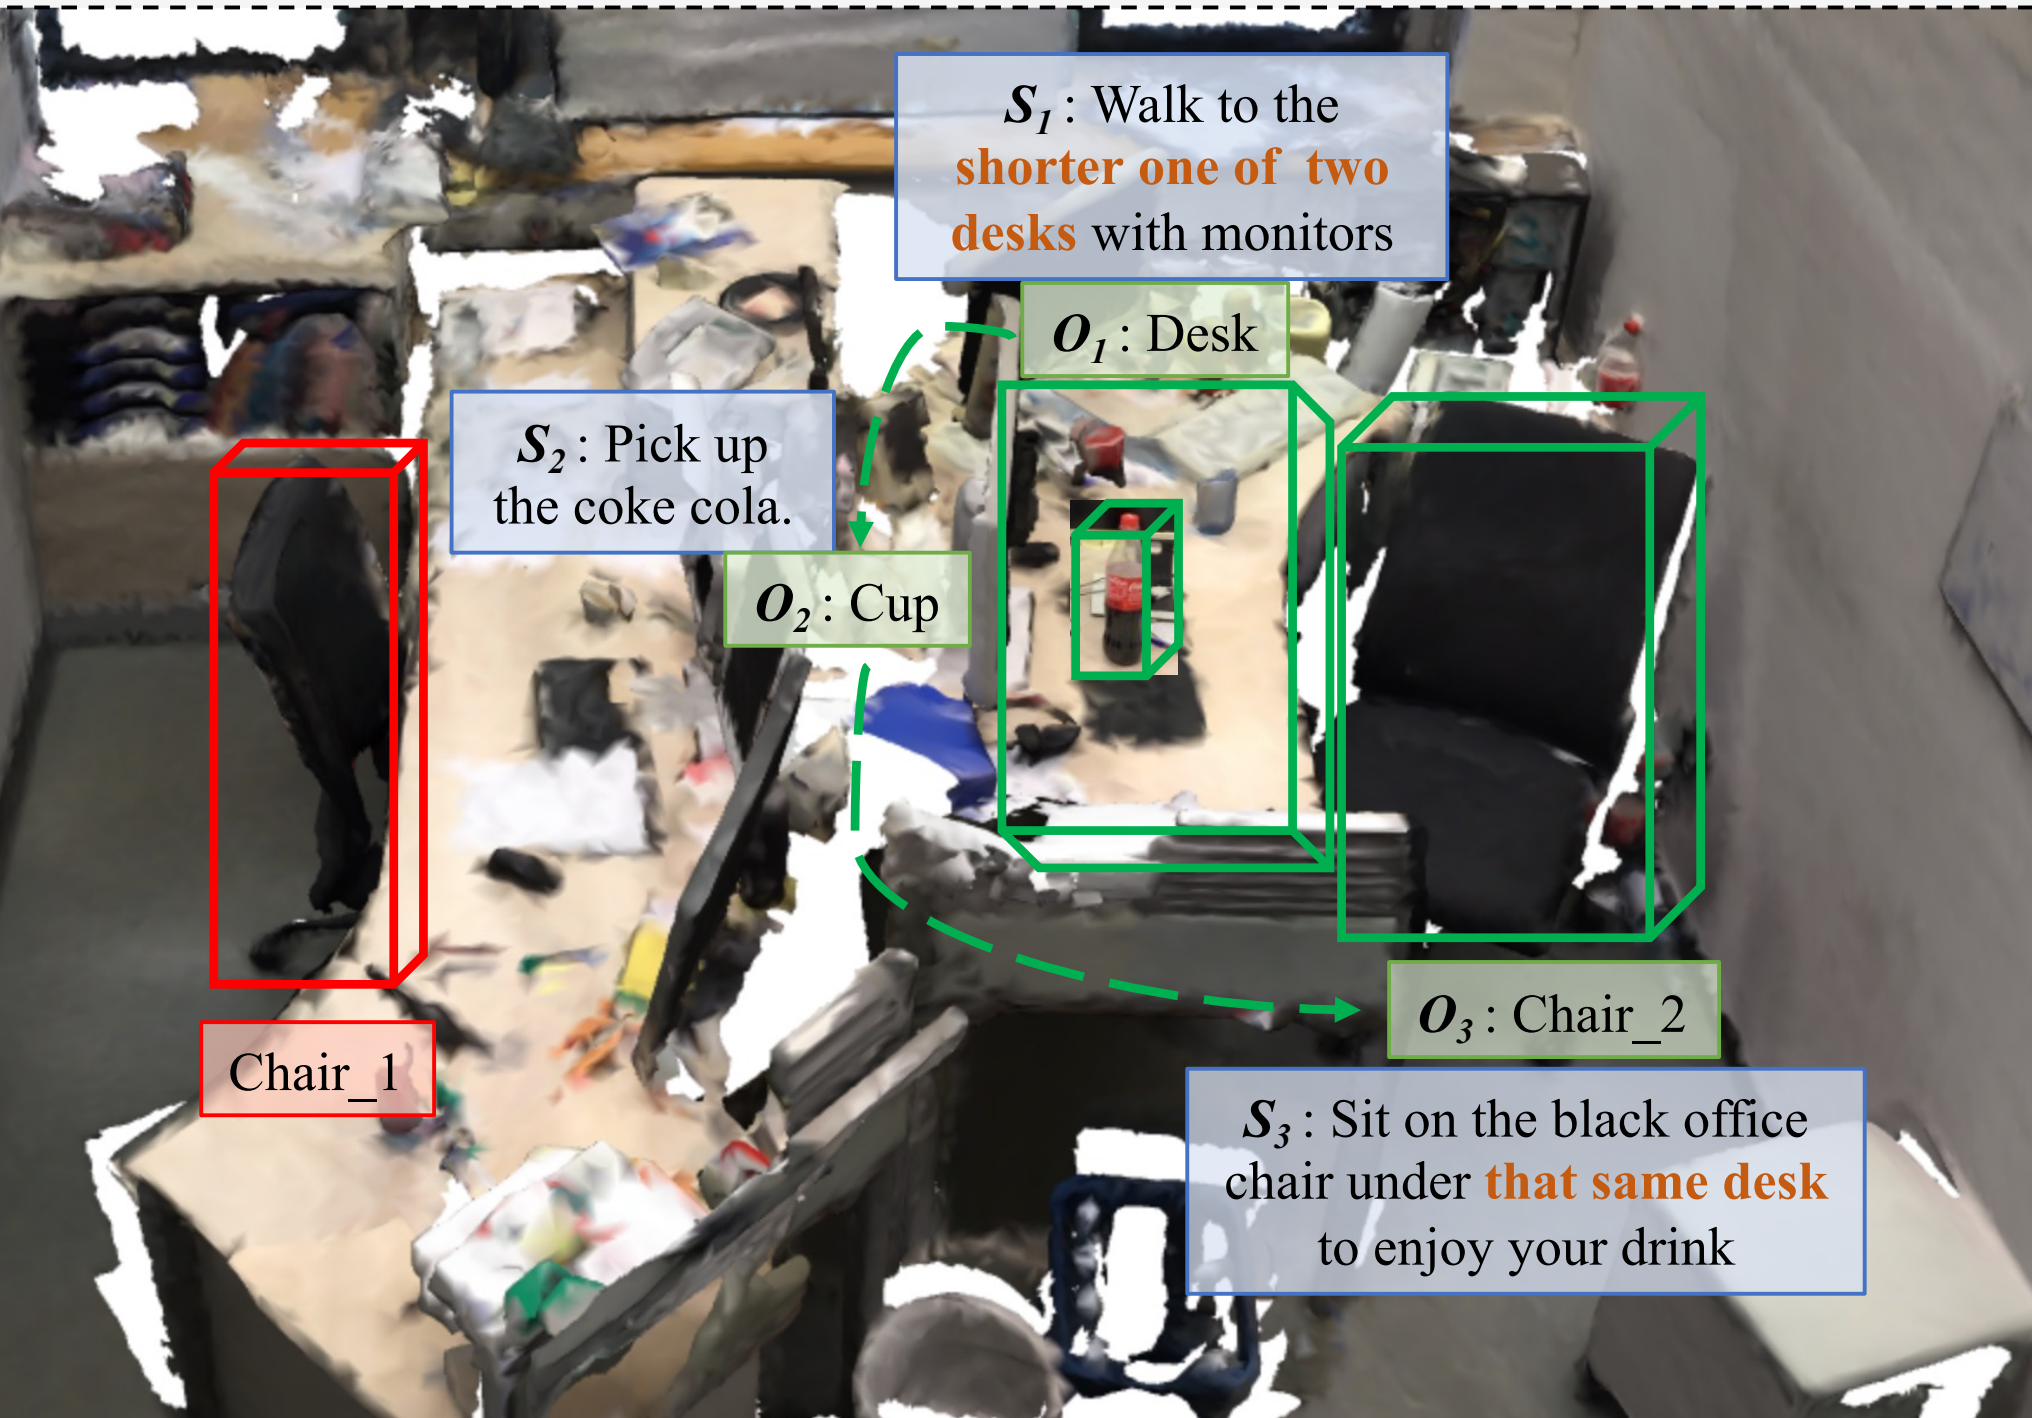 S1 : Walk to the
shorter one of two
desks with monitors
O1 : Desk
S2 : Pick up
the coke cola.
O2 : Cup
Chair_1
O3 : Chair_2
S3 : Sit on the black office
chair under that same desk
to enjoy your drink